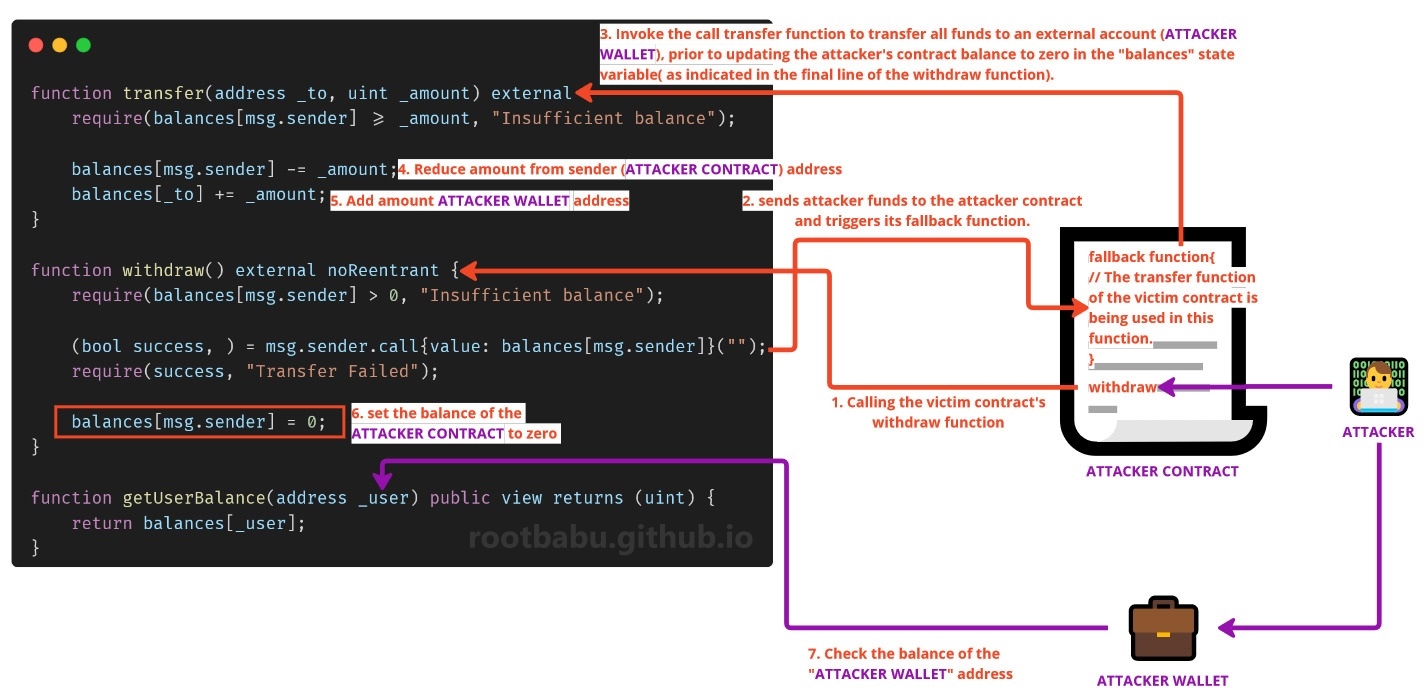 3. Invoke the call transfer function to transfer all funds to an external account (ATTACKER
WALLET), prior to updating the attacker's contract balance to zero in the "balances" state
variable( as indicated in the final line of the withdraw function).
function transfer(address _to, uint _amount) external
require(balances[msg.sender] >= _amount, "Insufficient balance");
balances[msg.sender] -= _amount;
4. Reduce amount from sender (ATTACKER CONTRACT) address
balances[_to] += _amount;
5. Add amount ATTACKER WALLET address
}
2. sends attacker funds to the attacker contract
and triggers its fallback function.
function withdraw() external noReentrant {
require(balances[msg.sender] > 0, "Insufficient balance");
(bool success, ) = msg.sender.call{value: balances[msg.sender]}("");
require(success, "Transfer Failed");
balances[msg.sender] = 0;
6. set the balance of the
ATTACKER CONTRACT to zero
}
function getUserBalance(address _user) public view returns (uint) {
return balances[_user];
}
rootbabu.github.io
fallback function{
// The transfer function
of the victim contract is
being used in this
function.
}
withdraw
1. Calling the victim contract's
withdraw function
ATTACKER CONTRACT
ATTACKER
7. Check the balance of the
"ATTACKER WALLET" address
ATTACKER WALLET